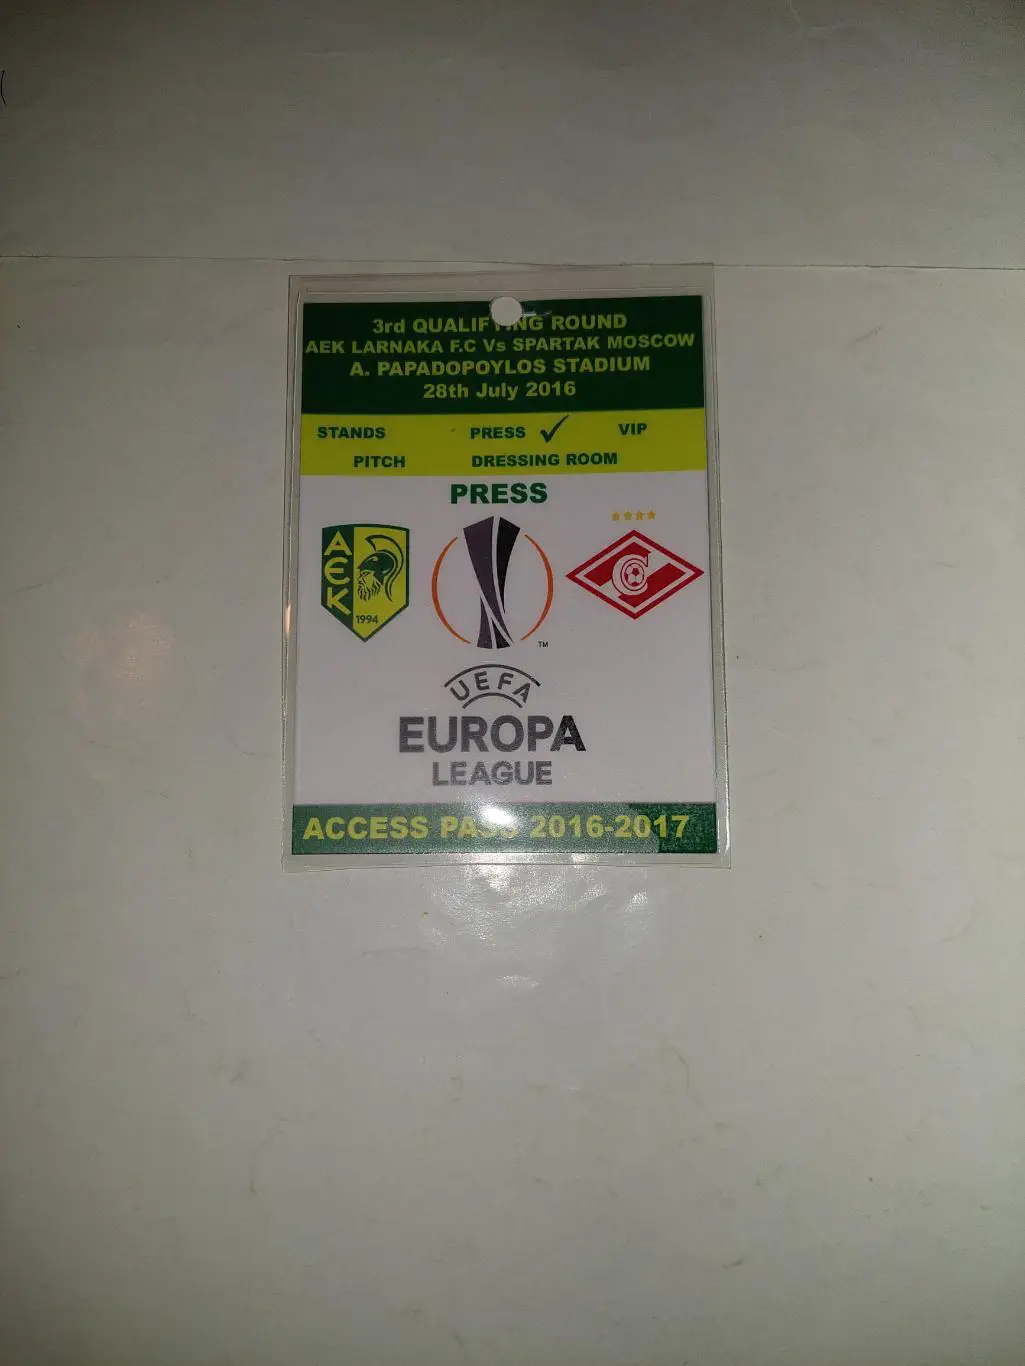 3rd QUALIFYING ROUND
AEK LARNAKA F.C Vs SPARTAK MOSCOW
A. PAPADOPOYLOS STADIUM
28th July 2016
STANDS PRESS VIP
PITCH DRESSING ROOM
PRESS
AEK
1994
C
TM
UEFA
EUROPA
LEAGUE
ACCESS PASS 2016-2017